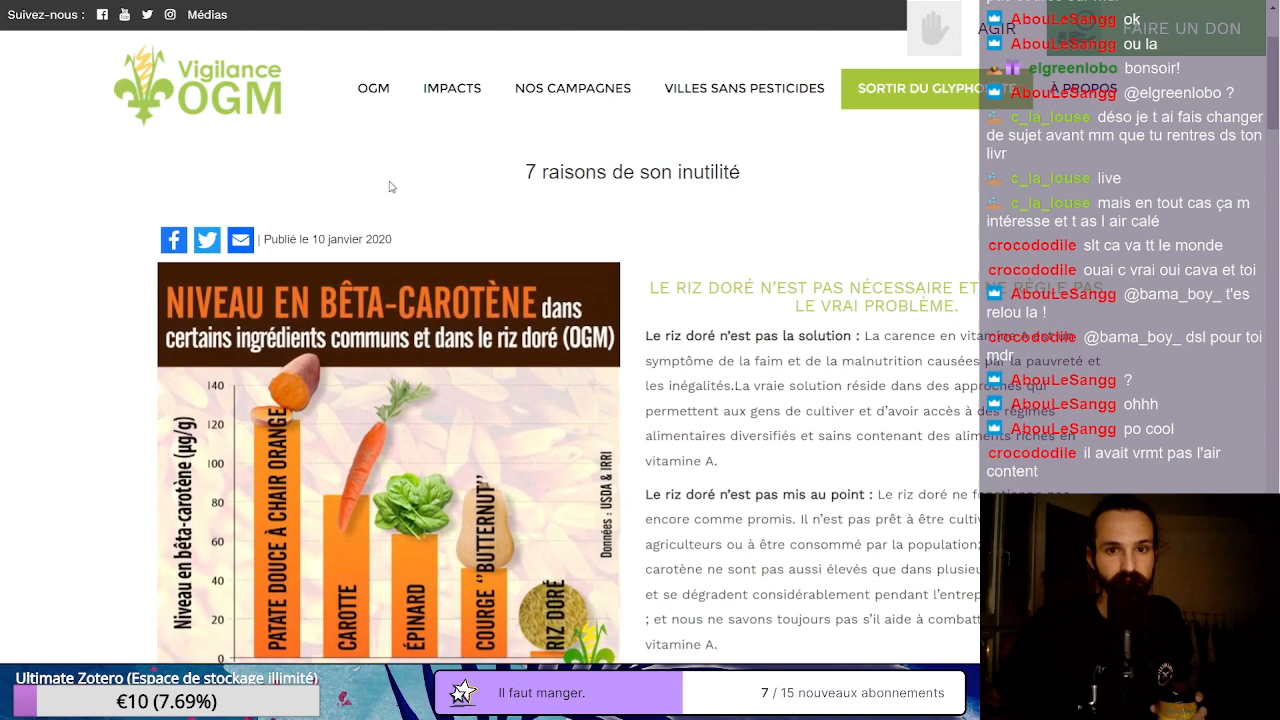 Suivez-nous
Médias
Vigilance
OGM
OGM
IMPACTS
NOS CAMPAGNES
VILLES SANS PESTICIDES
SORTIR DU
À PROPOS
AGIR
FAIRE UN DON
7 raisons de son inutilité
| Publié le 10 janvier 2020
NIVEAU EN BÊTA-CAROTÈNE dans
certains ingrédients communs et dans le riz doré (OGM)
Niveau en bêta-carotène (µg/g)
140
120
100
80
60
40
20
0
PATATE DOUCE À CHAIR ORANGE
CAROTTE
ÉPINARD
COURGE "BUTTERNUT"
RIZ DORÉ
Données : USDA & IRRI
LE RIZ DORÉ N'EST PAS NÉCESSAIRE ET NE RÈGLE PAS
LE VRAI PROBLÈME.
Le riz doré n'est pas la solution : La carence en vitamine A est un
symptôme de la faim et de la malnutrition causées par la pauvreté et
les inégalités.La vraie solution réside dans des approches qui
permettent aux gens de cultiver et d'avoir accès à des régimes
alimentaires diversifiés et sains contenant des aliments riches en
vitamine A.
Le riz doré n'est pas mis au point : Le riz doré ne fonctionne pas
encore comme promis. Il n'est pas prêt à être
agriculteurs ou à être consommé par la population;
carotène ne sont pas aussi élevés que dans
et se dégradent considérablement pendant
; et nous ne savons toujours pas s'il aide à
vitamine A.
AbouLeSangg ok
AbouLeSangg ou la
elgreenlobo bonsoir!
AbouLeSangg @elgreenlobo ?
c_la_louse déso je t ai fais changer
de sujet avant mm que tu rentres ds ton
livr
c_la_louse live
c_la_louse mais en tout cas ça m
intéresse et t as l air calé
crocododile slt ca va tt le monde
crocododile ouai c vrai oui cava et toi
AbouLeSangg @bama_boy_ t'es
relou la !
crocododile @bama_boy_ dsl pour toi
mdr
AbouLeSangg ?
AbouLeSangg ohhh
AbouLeSangg po cool
crocododile il avait vrmt pas l'air
content
Ultimate Zotero (Espace de stockage illimité)
€10 (7.69%)
Il faut manger.
7 / 15 nouveaux abonnements